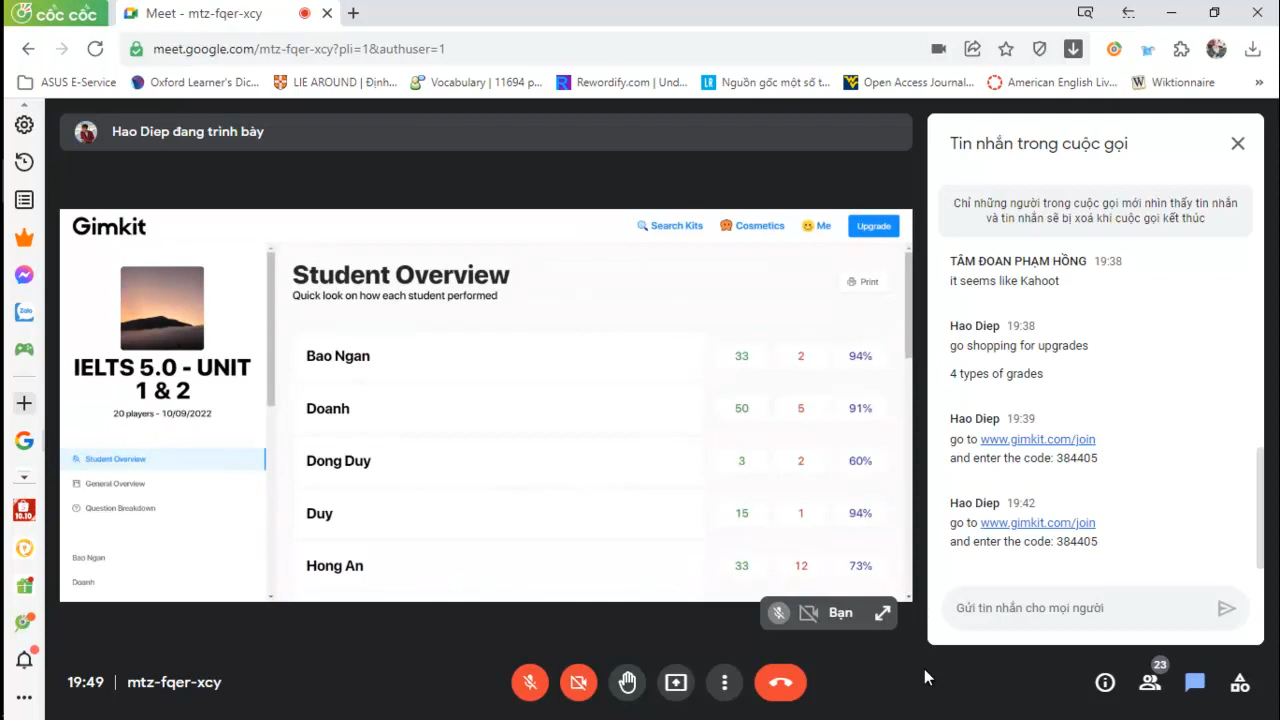 cốc cốc
Meet - mtz-fqer-xcy
meet.google.com/mtz-fqer-xcy?pli=1&authuser=1
ASUS E-Service
Oxford Learner's Dic...
LIE AROUND | Định...
Vocabulary | 11694 p...
Rewordify.com | Und...
Nguồn gốc một số t...
Open Access Journal...
American English Liv...
Wiktionnaire
»
Hao Diep đang trình bày
Gimkit
Search Kits
Cosmetics
Me
Upgrade
IELTS 5.0 - UNIT
1 & 2
20 players - 10/09/2022
Student Overview
General Overview
Question Breakdown
Bao Ngan
Doanh
Student Overview
Quick look on how each student performed
Print
Bao Ngan 33 2 94%
Doanh 50 5 91%
Dong Duy 3 2 60%
Duy 15 1 94%
Hong An 33 12 73%
Bạn
Tin nhắn trong cuộc gọi
Chỉ những người trong cuộc gọi mới nhìn thấy tin nhắn
và tin nhắn sẽ bị xoá khi cuộc gọi kết thúc
TÂM ĐOAN PHẠM HỒNG 19:38
it seems like Kahoot
Hao Diep 19:38
go shopping for upgrades
4 types of grades
Hao Diep 19:39
go to www.gimkit.com/join
and enter the code: 384405
Hao Diep 19:42
go to www.gimkit.com/join
and enter the code: 384405
Gửi tin nhắn cho mọi người
Zalo
10.10
19:49 | mtz-fqer-xcy
23